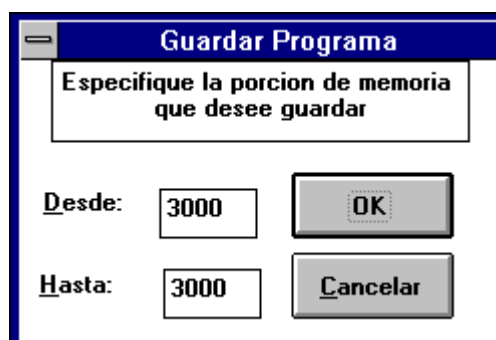 Guardar Programa
Especifique la porcion de memoria
que desee guardar
Desde: 3000 OK
Hasta: 3000 Cancelar